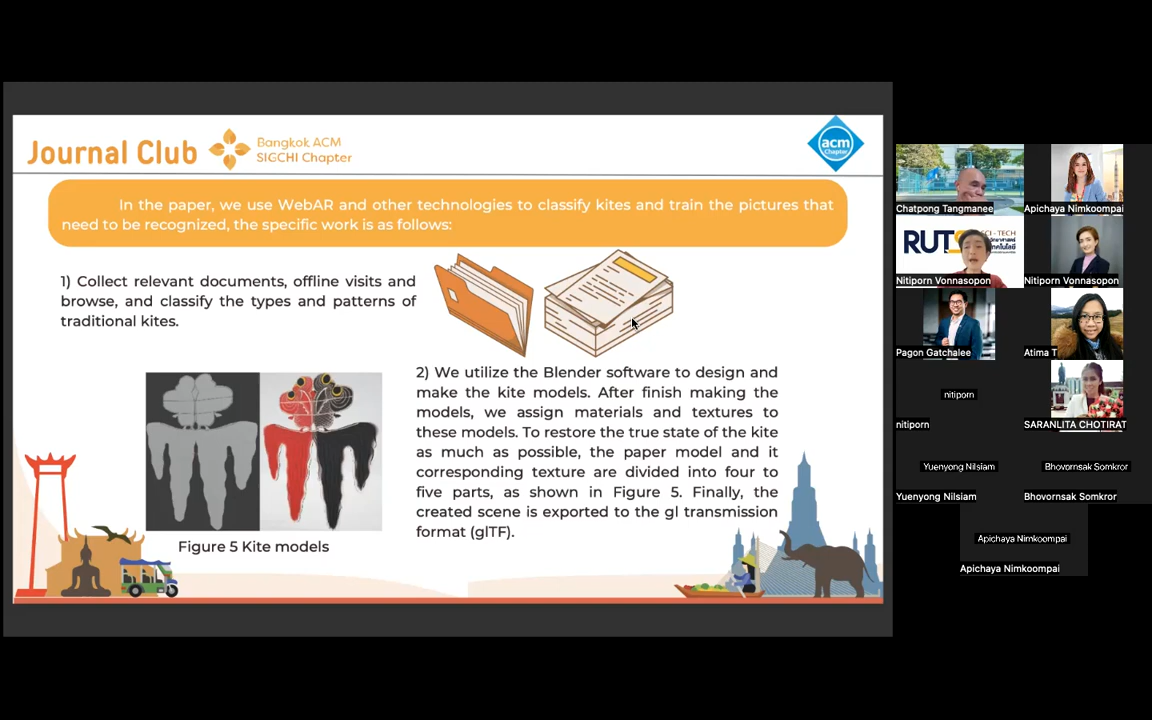 Journal Club
Bangkok ACM
SIGCHI Chapter
acm
Chapter
In the paper, we use WebAR and other technologies to classify kites and train the pictures that
need to be recognized, the specific work is as follows:
1) Collect relevant documents, offline visits and
browse, and classify the types and patterns of
traditional kites.
2) We utilize the Blender software to design and
make the kite models. After finish making the
models, we assign materials and textures to
these models. To restore the true state of the kite
as much as possible, the paper model and it
corresponding texture are divided into four to
five parts, as shown in Figure 5. Finally, the
created scene is exported to the gl transmission
format (glTF).
Figure 5 Kite models
Chatpong Tangmanee
Apichaya Nimkoompai
RUT
SCI - TECH
Nitiporn Vonnasopon
Nitiporn Vonnasopon
Pagon Gatchalee
Atima T
nitiporn
nitiporn
SARANLITA CHOTIRAT
Yuenyong Nilsiam
Bhovornsak Somkror
Yuenyong Nilsiam
Bhovornsak Somkror
Apichaya Nimkoompai
Apichaya Nimkoompai